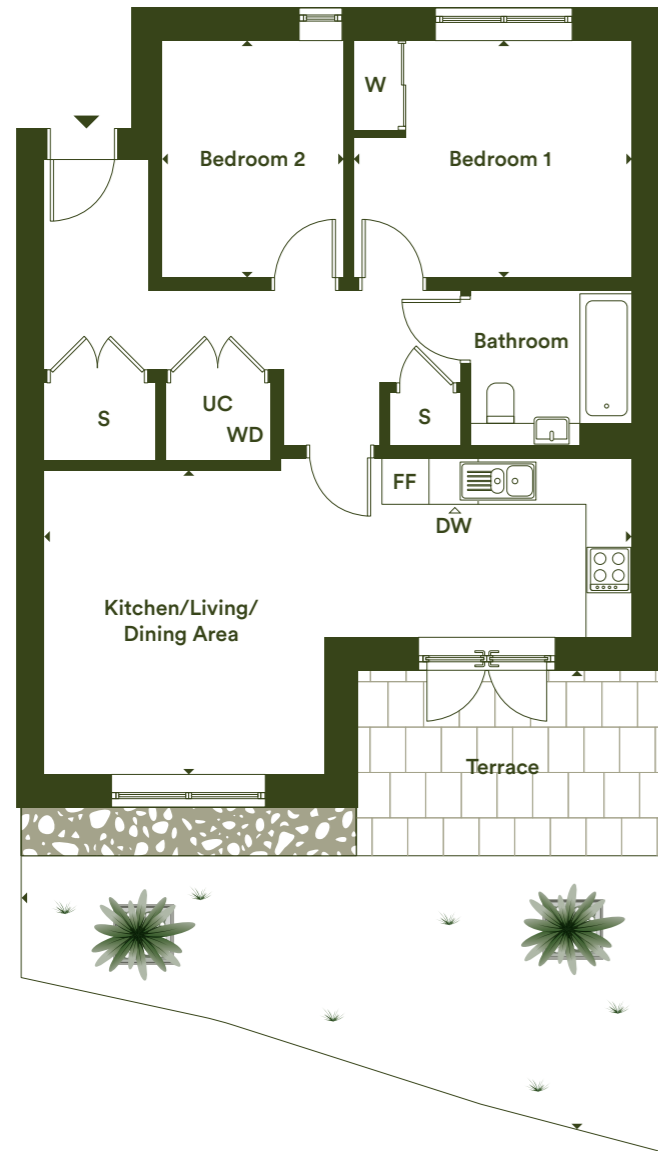 W
Bedroom 2
Bedroom 1
Bathroom
S
UC
WD
S
FF
DW
Kitchen/Living/
Dining Area
Terrace